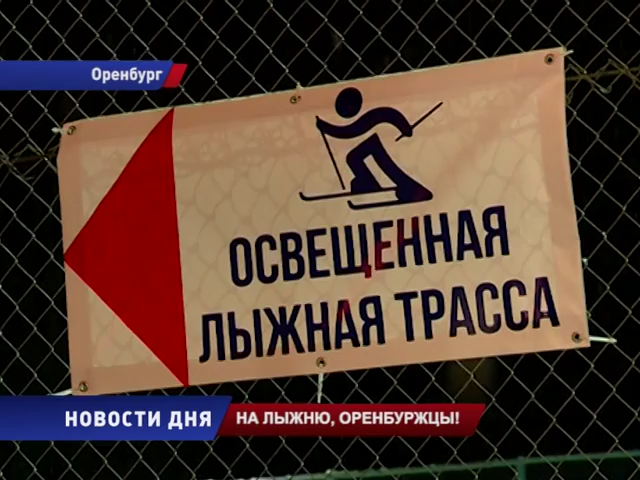 Оренбург
ОСВЕЩЕННАЯ
ЛЫЖНАЯ ТРАССА
НОВОСТИ ДНЯ
НА ЛЫЖНЮ, ОРЕНБУРЖЦЫ!